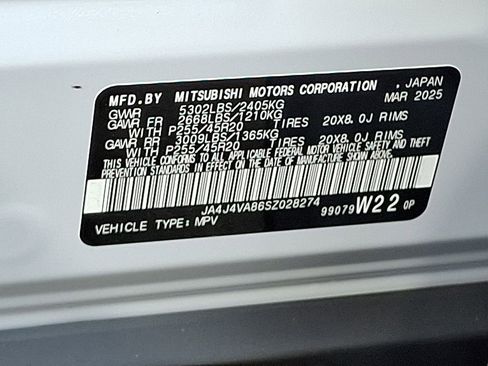 MFD.BY MITSUBISHI MOTORS CORPORATION , JAPAN
GVWR 5302LBS/2405KG MAR 2025
GAWR FR 2668LBS/1210KG
WITH P255/45R20 TIRES 20X8.0J RIMS
GAWR RR 3009LBS/1365KG
WITH P255/45R20 TIRES 20X8.0J RIMS
THIS VEHICLE CONFORMS TO ALL APPLICABLE FEDERAL MOTOR VEHICLE SAFETY AND THEFT
PREVENTION STANDARDS IN EFFECT ON THE DATE OF MANUFACTURE SHOWN ABOVE.
JA4J4VA86SZ028274
VEHICLE TYPE: MPV 99079 W22 0P